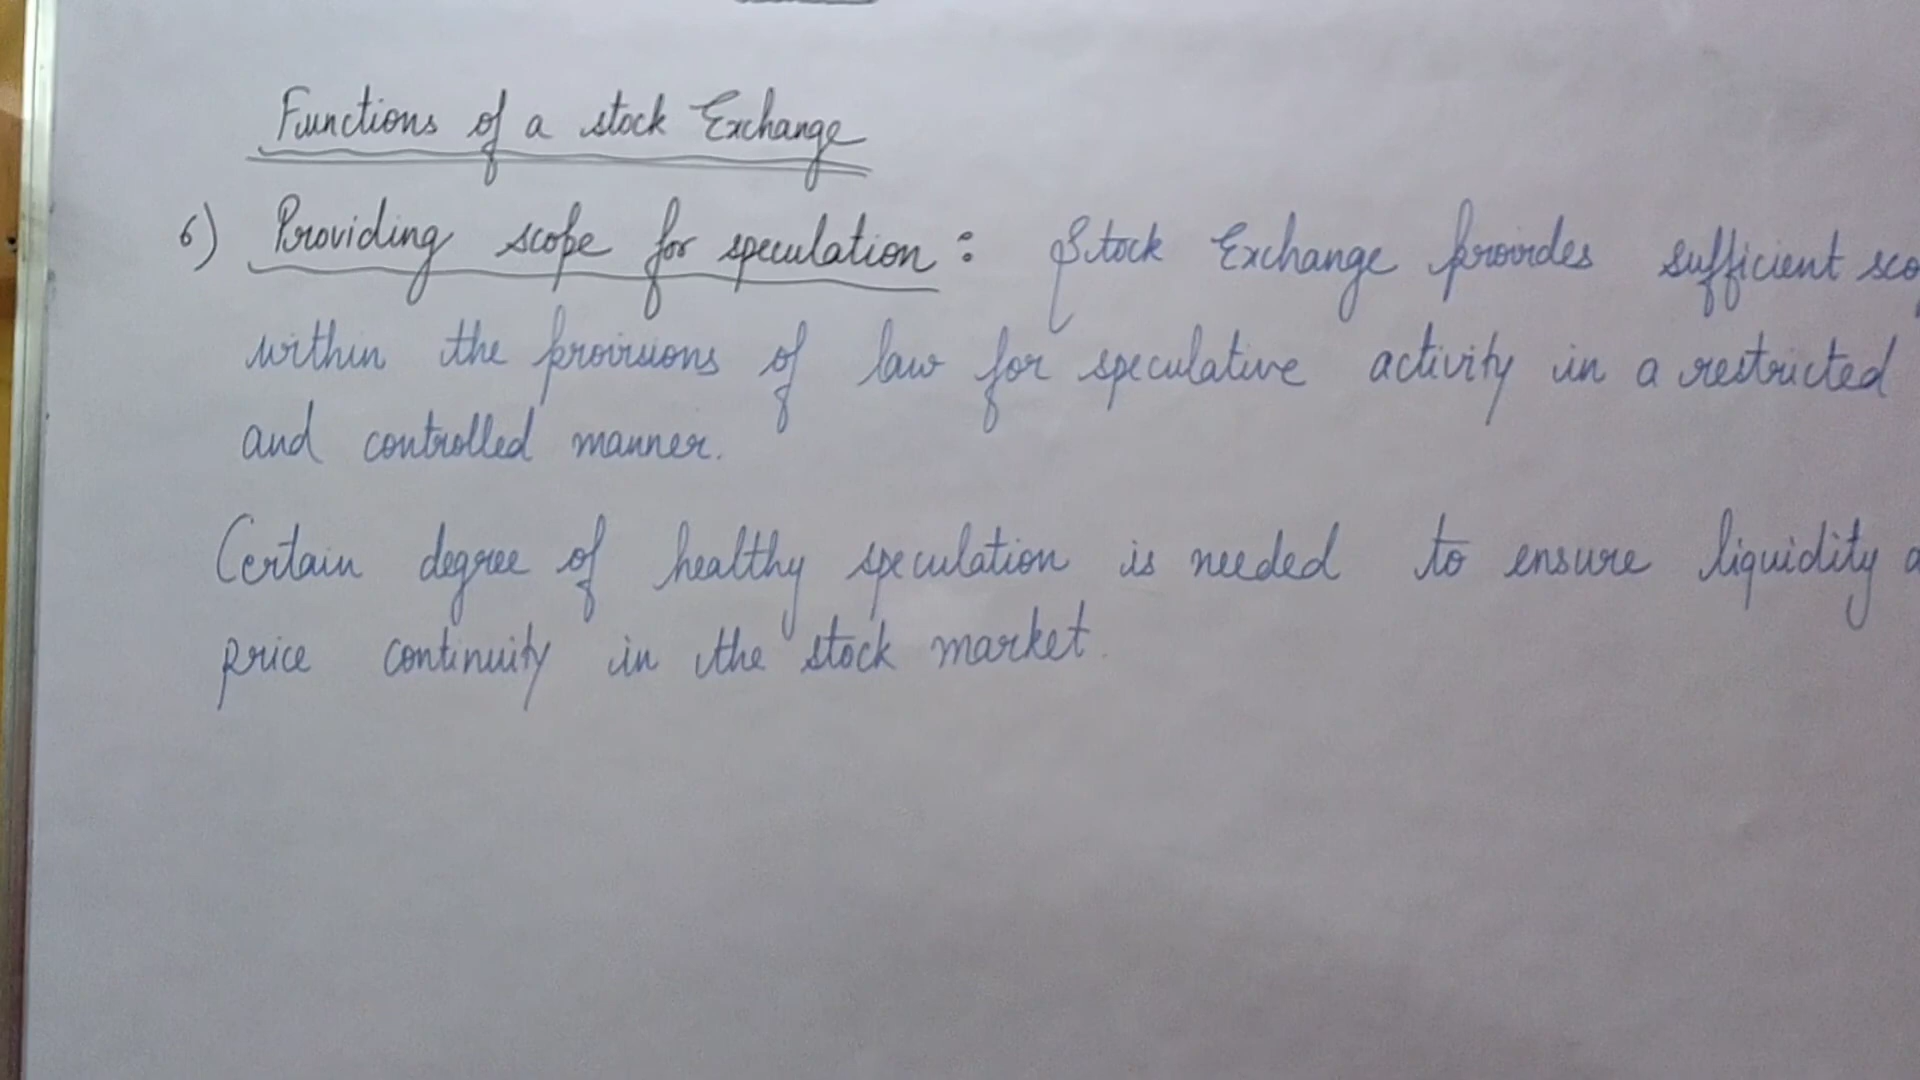 Functions of a stock Exchange
6) Providing scope for speculation : Stock Exchange provides sufficient sco
within the provisions of law for speculative activity in a restricted
and controlled manner.
Certain degree of healthy speculation is needed to ensure liquidity a
price continuity in the stock market.